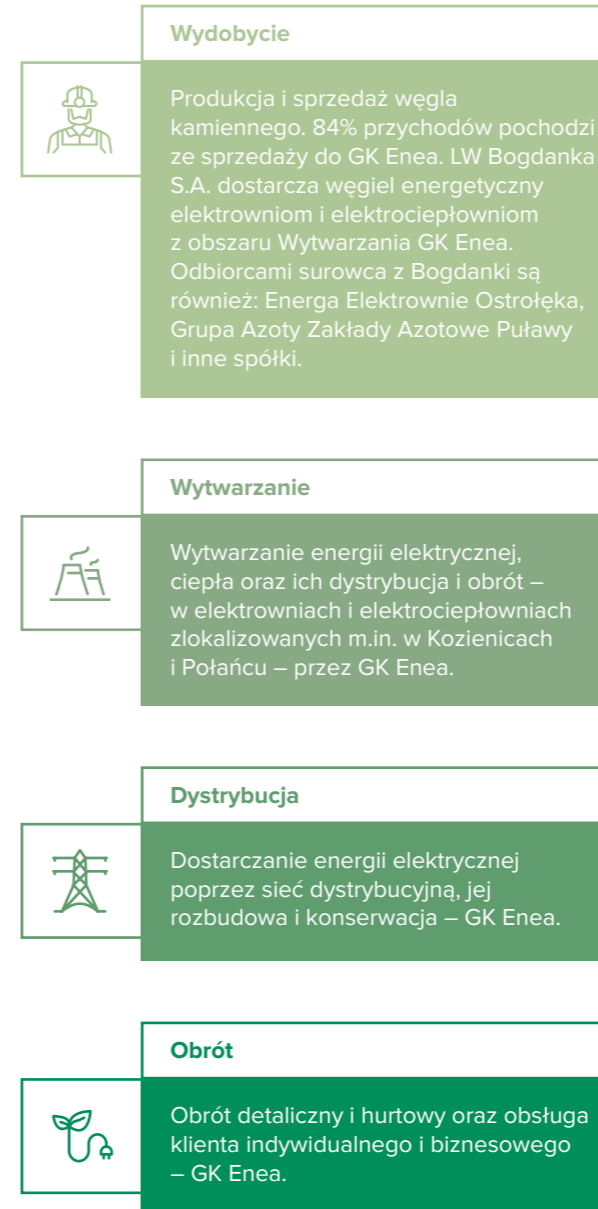 Wydobycie
Produkcja i sprzedaż węgla
kamiennego. 84% przychodów pochodzi
ze sprzedaży do GK Enea. LW Bogdanka
S.A. dostarcza węgiel energetyczny
elektrowniom i elektrociepłowniom
z obszaru Wytwarzania GK Enea.
Odbiorcami surowca z Bogdanki są
również: Energa Elektrownie Ostrołęka,
Grupa Azoty Zakłady Azotowe Puławy
i inne spółki.
Wytwarzanie
Wytwarzanie energii elektrycznej,
ciepła oraz ich dystrybucja i obrót –
w elektrowniach i elektrociepłowniach
zlokalizowanych m.in. w Kozienicach
i Połańcu – przez GK Enea.
Dystrybucja
Dostarczanie energii elektrycznej
poprzez sieć dystrybucyjną, jej
rozbudowa i konserwacja – GK Enea.
Obrót
Obrót detaliczny i hurtowy oraz obsługa
klienta indywidualnego i biznesowego
– GK Enea.